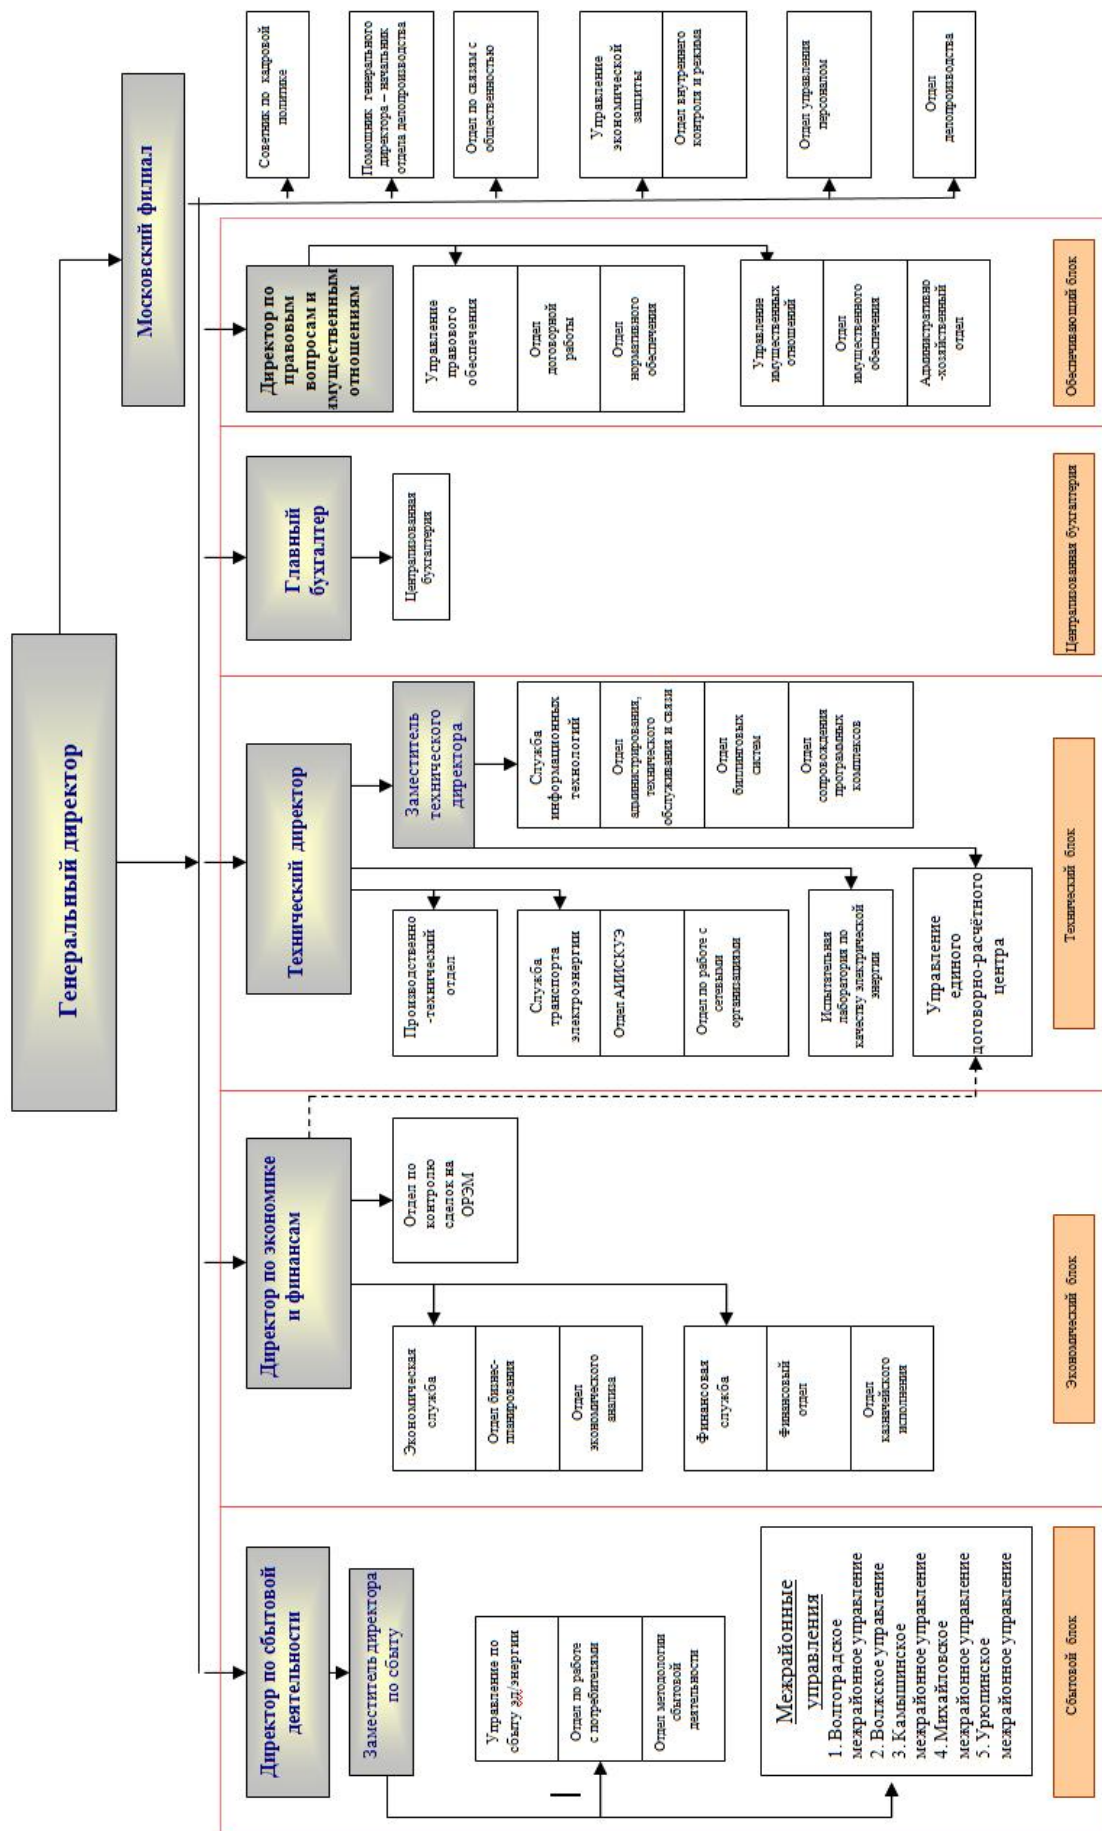 Генеральный директор
Московский филиал
Директор по сбытовой
деятельности
Заместитель директора
по сбыту
Управление по
сбыту эл/энергии
Отдел по работе
с потребителями
Отдел методологии
сбытовой
деятельности
Межрайонные
управления
1. Волгоградское
межрайонное управление
2. Волжское управление
3. Камышинское
межрайонное управление
4. Михайловское
межрайонное управление
5. Урюпинское
межрайонное управление
Сбытовой блок
Директор по экономике
и финансам
Отдел по
контролю
сделок на
ОРЭМ
Экономическая
служба
Отдел бизнес-
планирования
Отдел
экономического
анализа
Финансовая
служба
Финансовый
отдел
Отдел
казначейского
исполнения
Экономический блок
Технический директор
Заместитель
технического
директора
Производственно
-технический
отдел
Служба
транспорта
электроэнергии
Отдел АИИСКУЭ
Отдел по работе с
сетевыми
организациями
Служба
информационных
технологий
Отдел
администрирования,
технического
обслуживания и связи
Отдел
биллинговых
систем
Отдел
сопровождения
программных
комплексов
Испытательная
лаборатория по
качеству электрической
энергии
Управление
единого
договорно-расчётного
центра
Технический блок
Главный
бухгалтер
Централизованная
бухгалтерия
Централизованная бухгалтерия
Директор по
правовым
вопросам и
имущественным
отношениям
Управление
правового
обеспечения
Отдел
договорной
работы
Отдел
нормативного
обеспечения
Управление
имущественных
отношений
Отдел
имущественного
обеспечения
Административно
-хозяйственный
отдел
Обеспечивающий блок
Советник по кадровой
политике
Помощник генерального
директора – начальник
отдела делопроизводства
Отдел по связям с
общественностью
Управление
экономической
защиты
Отдел внутреннего
контроля и режима
Отдел управления
персоналом
Отдел
делопроизводства